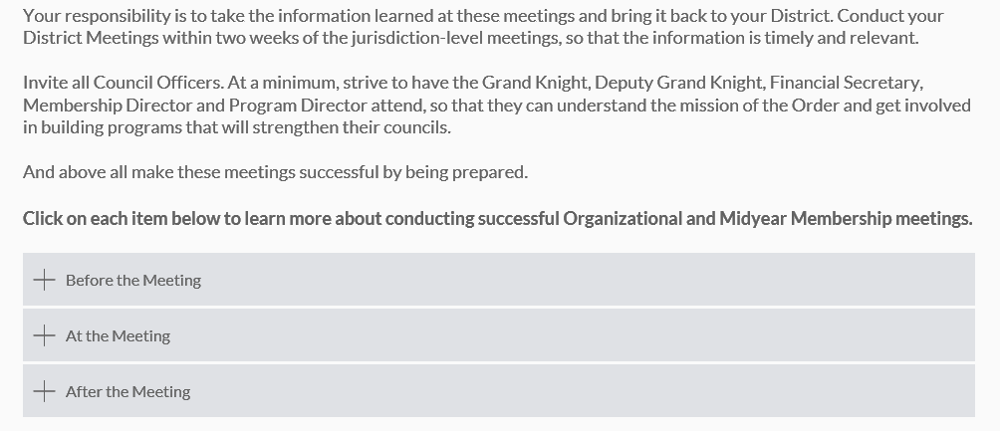 Your responsibility is to take the information learned at these meetings and bring it back to your District. Conduct your
District Meetings within two weeks of the jurisdiction-level meetings, so that the information is timely and relevant.
Invite all Council Officers. At a minimum, strive to have the Grand Knight, Deputy Grand Knight, Financial Secretary,
Membership Director and Program Director attend, so that they can understand the mission of the Order and get involved
in building programs that will strengthen their councils.
And above all make these meetings successful by being prepared.
Click on each item below to learn more about conducting successful Organizational and Midyear Membership meetings.
Before the Meeting
At the Meeting
After the Meeting